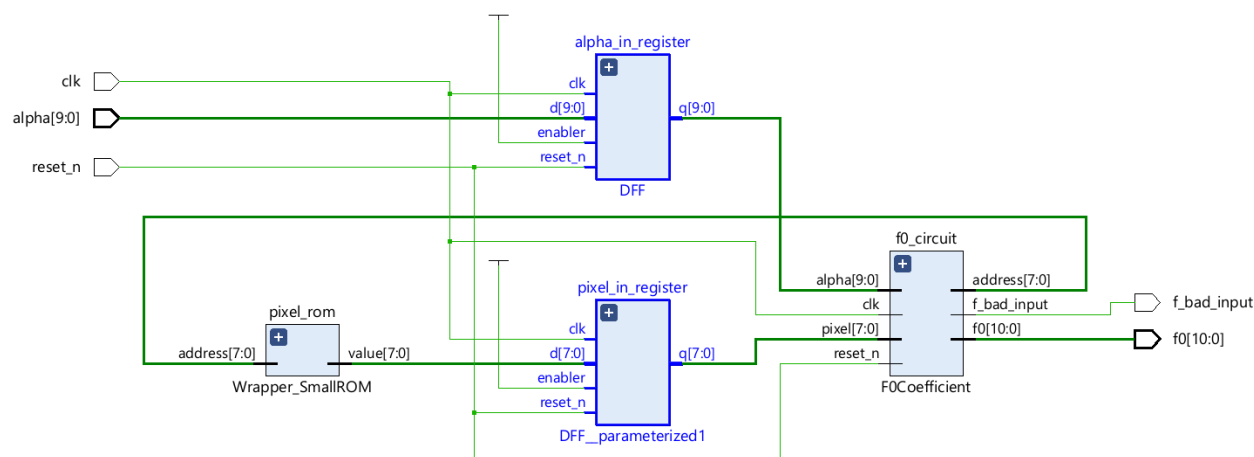 alpha_in_register
clk
clk
alpha[9:0]
d[9:0]
q[9:0]
enabler
reset_n
reset_n
DFF
f0_circuit
alpha[9:0]
address[7:0]
clk
f_bad_input
f_bad_input
pixel[7:0]
f0[10:0]
f0[10:0]
reset_n
F0Coefficient
pixel_in_register
clk
d[7:0]
q[7:0]
enabler
reset_n
DFF__parameterized1
pixel_rom
address[7:0]
value[7:0]
Wrapper_SmallROM